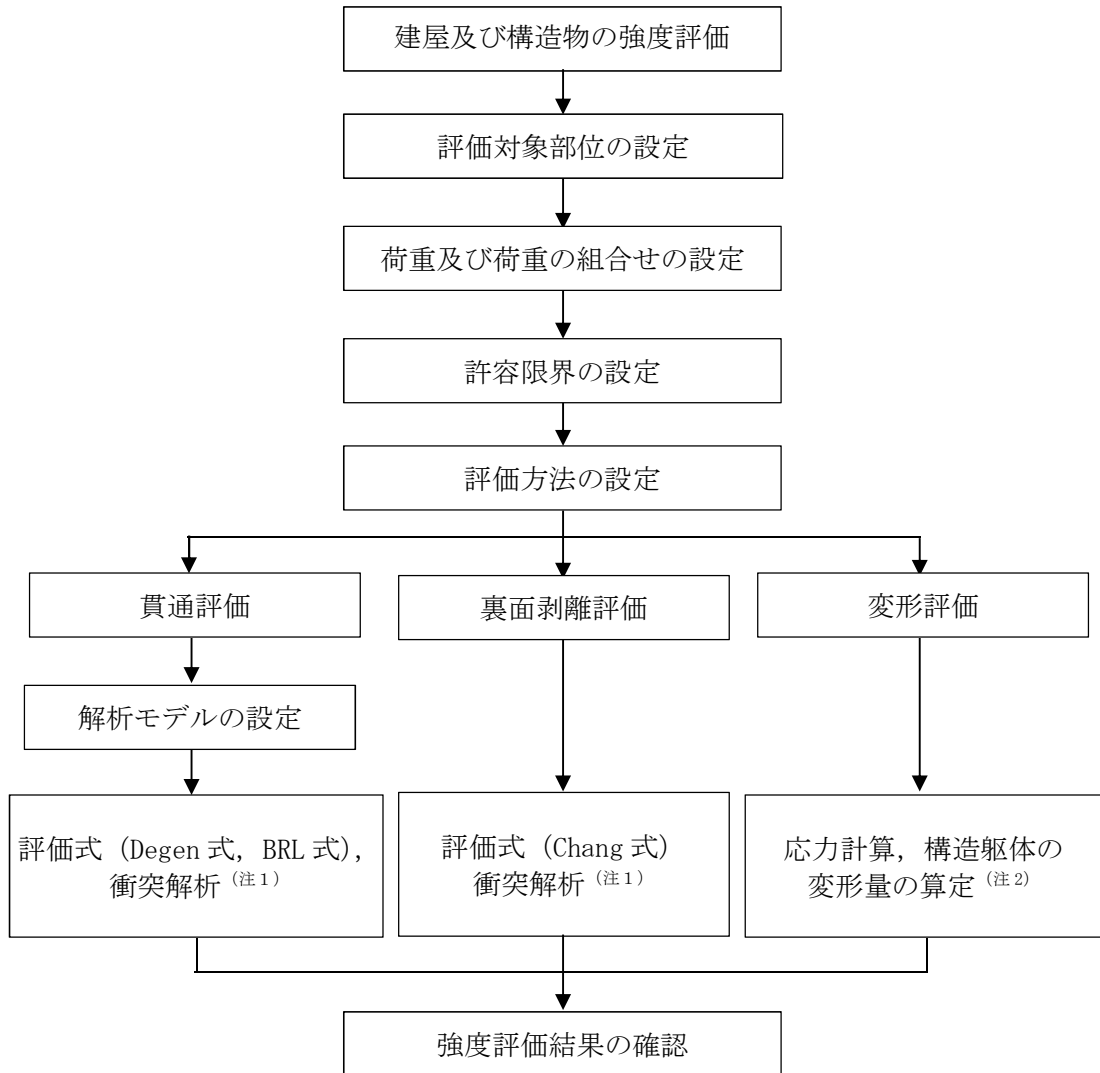 建屋及び構造物の強度評価
評価対象部位の設定
荷重及び荷重の組合せの設定
許容限界の設定
評価方法の設定
貫通評価
裏面剥離評価
変形評価
解析モデルの設定
評価式 (Degen 式, BRL 式),
衝突解析 (注1)
評価式 (Chang 式)
衝突解析 (注1)
応力計算, 構造躯体の
変形量の算定 (注2)
強度評価結果の確認